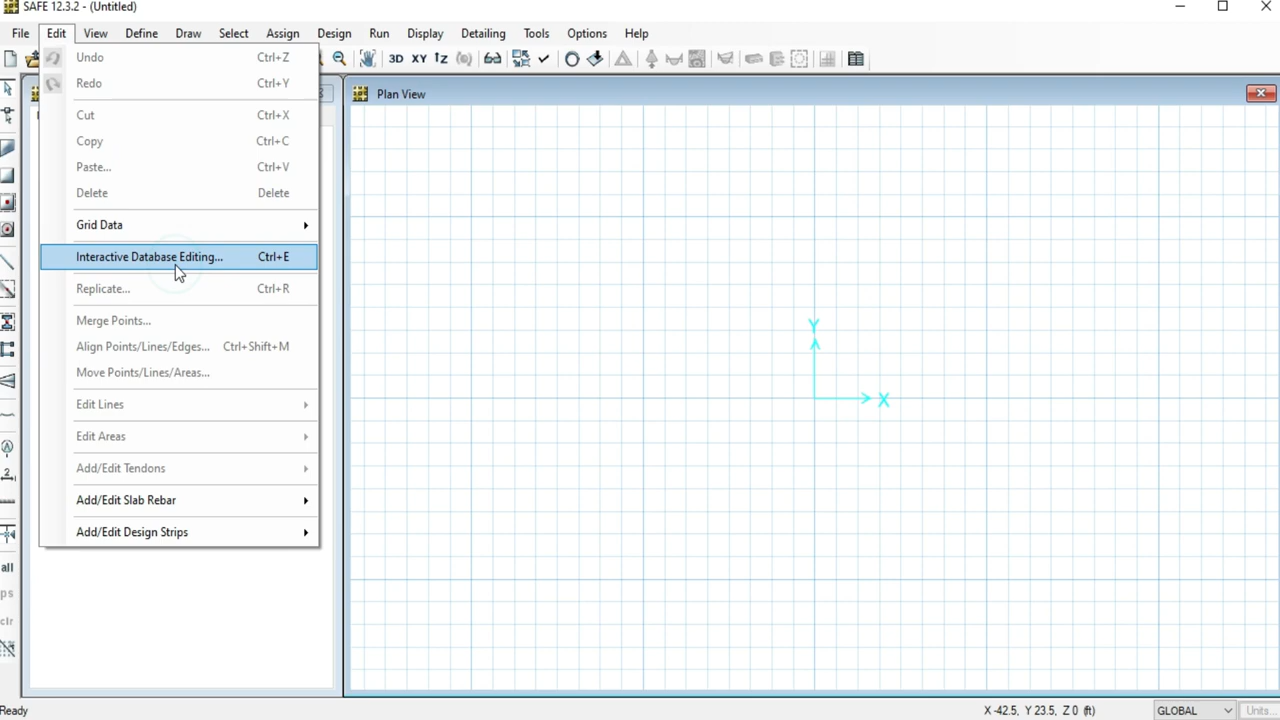 SAFE 12.3.2 - (Untitled)
File Edit View Define Draw Select Assign Design Run Display Detailing Tools Options Help
3D XY
Plan View
Undo Ctrl+Z
Redo Ctrl+Y
Cut Ctrl+X
Copy Ctrl+C
Paste... Ctrl+V
Delete Delete
Grid Data
Interactive Database Editing... Ctrl+E
Replicate... Ctrl+R
Merge Points...
Align Points/Lines/Edges... Ctrl+Shift+M
Move Points/Lines/Areas...
Edit Lines
Edit Areas
Add/Edit Tendons
Add/Edit Slab Rebar
Add/Edit Design Strips
Y
X
all
ps
clr
Ready
X -42.5, Y 23.5, Z 0 (ft)
GLOBAL
Units...